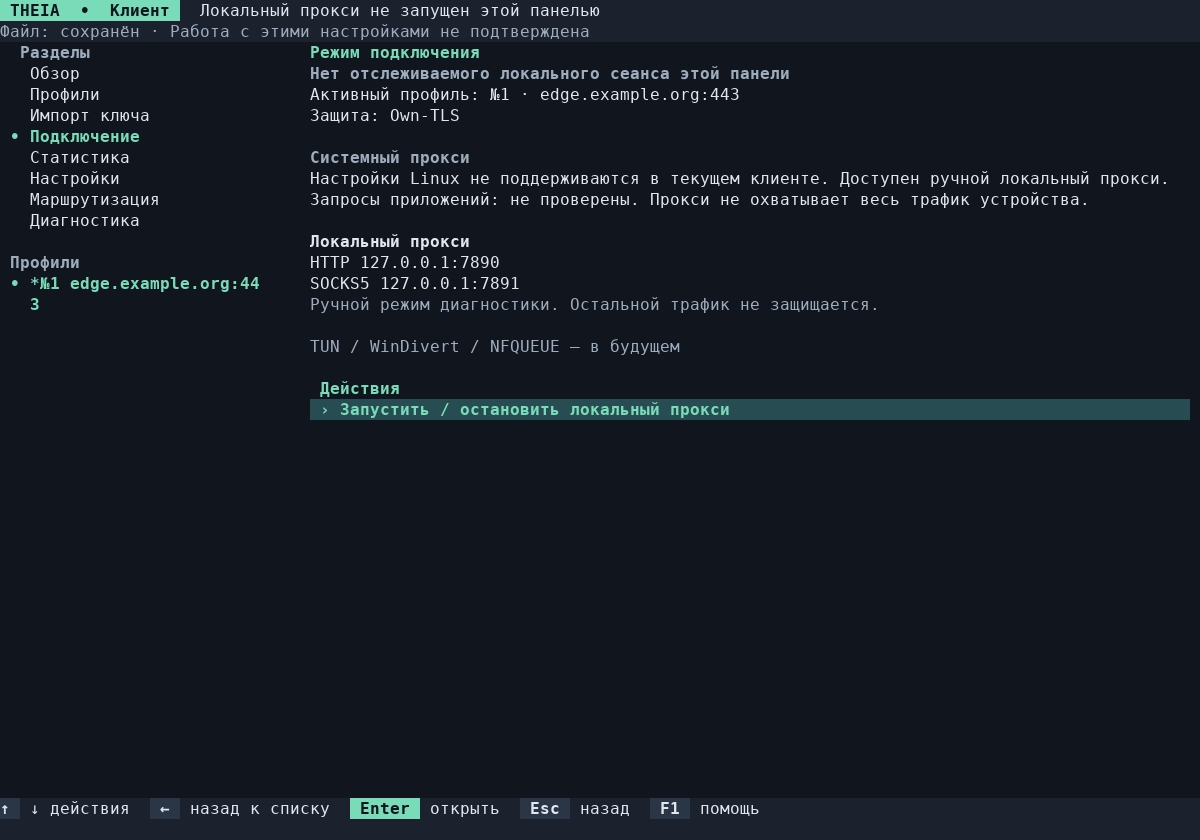 THEIA • Клиент Локальный прокси не запущен этой панелью
Файл: сохранён · Работа с этими настройками не подтверждена
Разделы
Обзор
Профили
Импорт ключа
• Подключение
Статистика
Настройки
Маршрутизация
Диагностика
Профили
• *№1 edge.example.org:44
3
Режим подключения
Нет отслеживаемого локального сеанса этой панели
Активный профиль: №1 · edge.example.org:443
Защита: Own-TLS
Системный прокси
Настройки Linux не поддерживаются в текущем клиенте. Доступен ручной локальный прокси.
Запросы приложений: не проверены. Прокси не охватывает весь трафик устройства.
Локальный прокси
HTTP 127.0.0.1:7890
SOCKS5 127.0.0.1:7891
Ручной режим диагностики. Остальной трафик не защищается.
TUN / WinDivert / NFQUEUE — в будущем
Действия
› Запустить / остановить локальный прокси
↑ ↓ действия ← назад к списку Enter открыть Esc назад F1 помощь